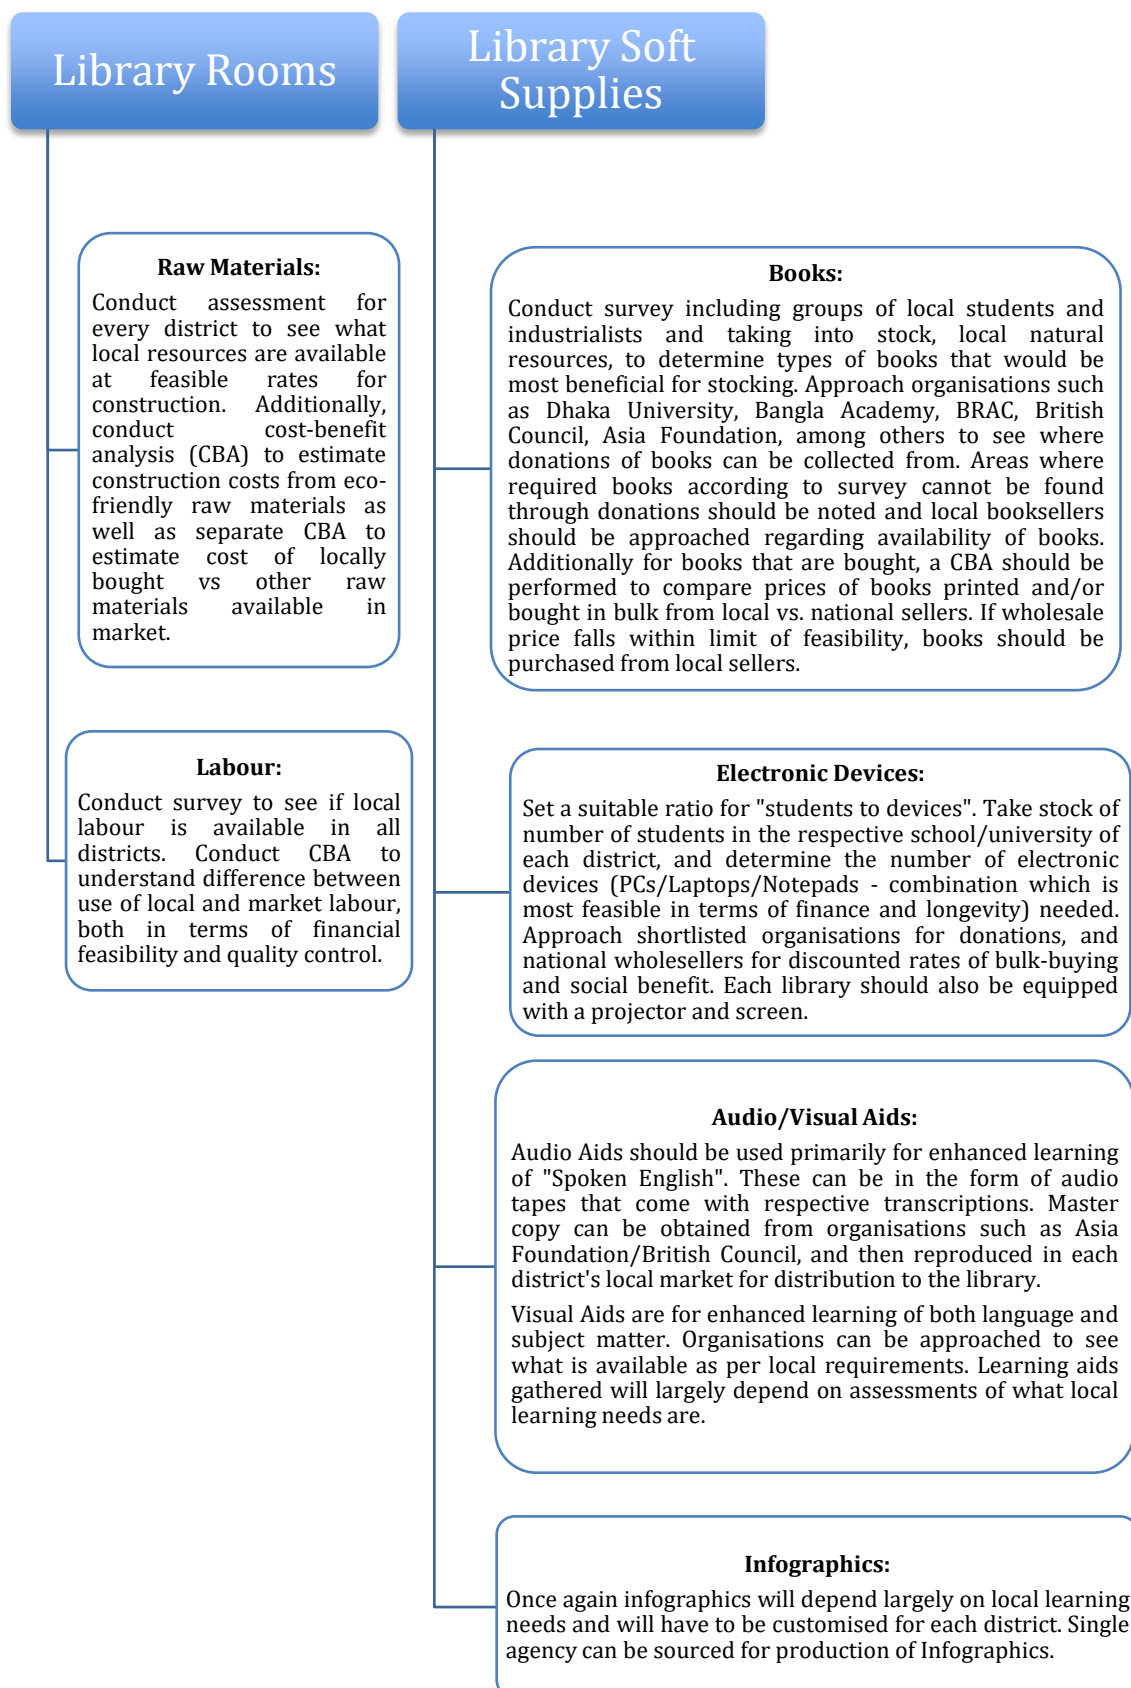 Library Rooms
Library Soft
Supplies
Raw Materials:
Conduct assessment for
every district to see what
local resources are available
at feasible rates for
construction. Additionally,
conduct cost-benefit
analysis (CBA) to estimate
construction costs from eco-
friendly raw materials as
well as separate CBA to
estimate cost of locally
bought vs other raw
materials available in
market.
Labour:
Conduct survey to see if local
labour is available in all
districts. Conduct CBA to
understand difference between
use of local and market labour,
both in terms of financial
feasibility and quality control.
Books:
Conduct survey including groups of local students and
industrialists and taking into stock, local natural
resources, to determine types of books that would be
most beneficial for stocking. Approach organisations such
as Dhaka University, Bangla Academy, BRAC, British
Council, Asia Foundation, among others to see where
donations of books can be collected from. Areas where
required books according to survey cannot be found
through donations should be noted and local booksellers
should be approached regarding availability of books.
Additionally for books that are bought, a CBA should be
performed to compare prices of books printed and/or
bought in bulk from local vs. national sellers. If wholesale
price falls within limit of feasibility, books should be
purchased from local sellers.
Electronic Devices:
Set a suitable ratio for "students to devices". Take stock of
number of students in the respective school/university of
each district, and determine the number of electronic
devices (PCs/Laptops/Notepads - combination which is
most feasible in terms of finance and longevity) needed.
Approach shortlisted organisations for donations, and
national wholesellers for discounted rates of bulk-buying
and social benefit. Each library should also be equipped
with a projector and screen.
Audio/Visual Aids:
Audio Aids should be used primarily for enhanced learning
of "Spoken English". These can be in the form of audio
tapes that come with respective transcriptions. Master
copy can be obtained from organisations such as Asia
Foundation/British Council, and then reproduced in each
district's local market for distribution to the library.
Visual Aids are for enhanced learning of both language and
subject matter. Organisations can be approached to see
what is available as per local requirements. Learning aids
gathered will largely depend on assessments of what local
learning needs are.
Infographics:
Once again infographics will depend largely on local learning
needs and will have to be customised for each district. Single
agency can be sourced for production of Infographics.